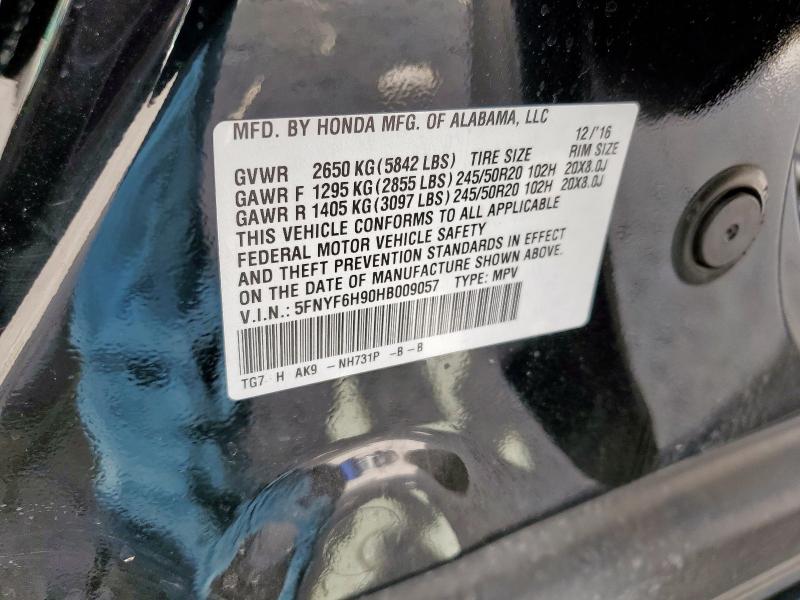 MFD. BY HONDA MFG. OF ALABAMA, LLC 12/'16
GVWR 2650 KG(5842 LBS) TIRE SIZE RIM SIZE
GAWR F 1295 KG(2855 LBS) 245/50R20 102H 20X8.0J
GAWR R 1405 KG(3097 LBS) 245/50R20 102H 20X8.0J
THIS VEHICLE CONFORMS TO ALL APPLICABLE
FEDERAL MOTOR VEHICLE SAFETY
AND THEFT PREVENTION STANDARDS IN EFFECT
ON THE DATE OF MANUFACTURE SHOWN ABOVE.
V.I.N.: 5FNYF6H90HB009057 TYPE: MPV
TG7 H AK9 -NH731P -B-B